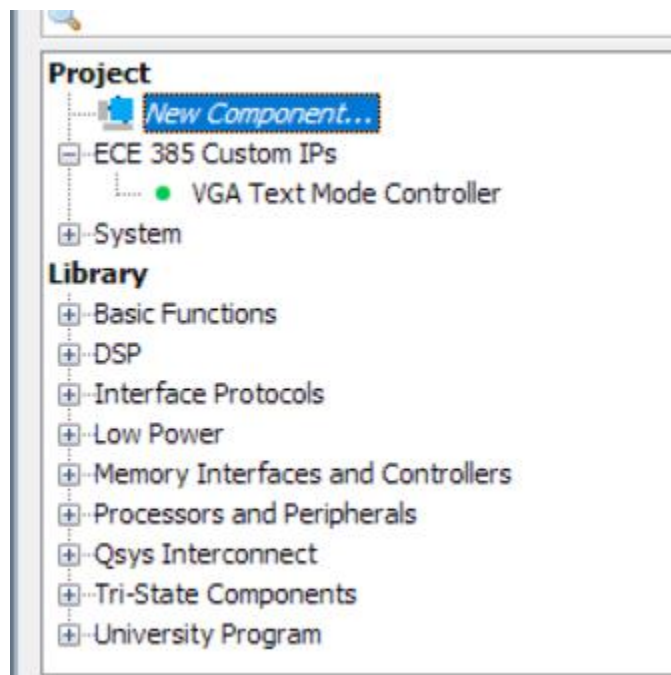 Project
New Component...
ECE 385 Custom IPs
VGA Text Mode Controller
System
Library
Basic Functions
DSP
Interface Protocols
Low Power
Memory Interfaces and Controllers
Processors and Peripherals
Qsys Interconnect
Tri-State Components
University Program